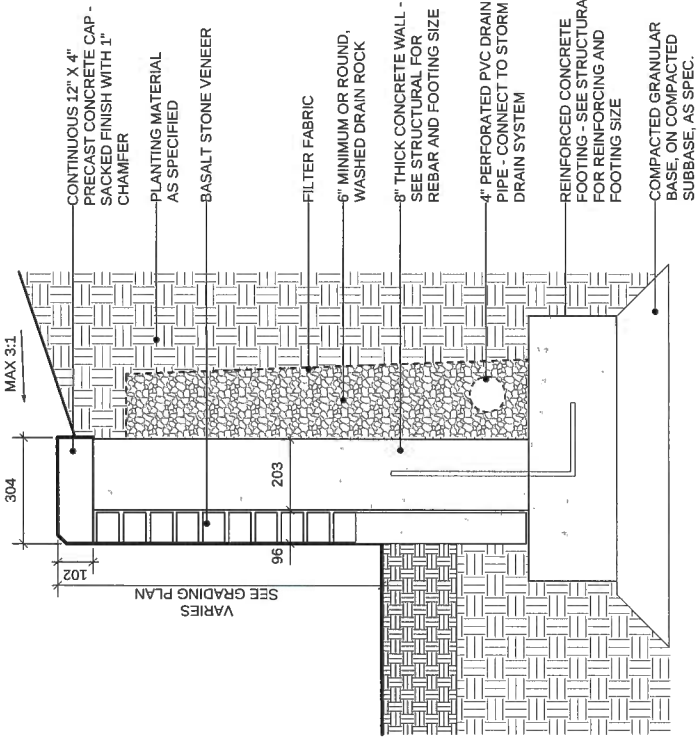 CONTINUOUS 12" X 4"
PRECAST CONCRETE CAP -
SACKED FINISH WITH 1"
CHAMFER
PLANTING MATERIAL
AS SPECIFIED
BASALT STONE VENEER
FILTER FABRIC
6" MINIMUM OR ROUND,
WASHED DRAIN ROCK
8" THICK CONCRETE WALL -
SEE STRUCTURAL FOR
REBAR AND FOOTING SIZE
4" PERFORATED PVC DRAIN
PIPE - CONNECT TO STORM
DRAIN SYSTEM
REINFORCED CONCRETE
FOOTING - SEE STRUCTURA
FOR REINFORCING AND
FOOTING SIZE
COMPACTED GRANULAR
BASE, ON COMPACTED
SUBBASE, AS SPEC.
MAX 3:1
304
203
96
102
VARIES
SEE GRADING PLAN